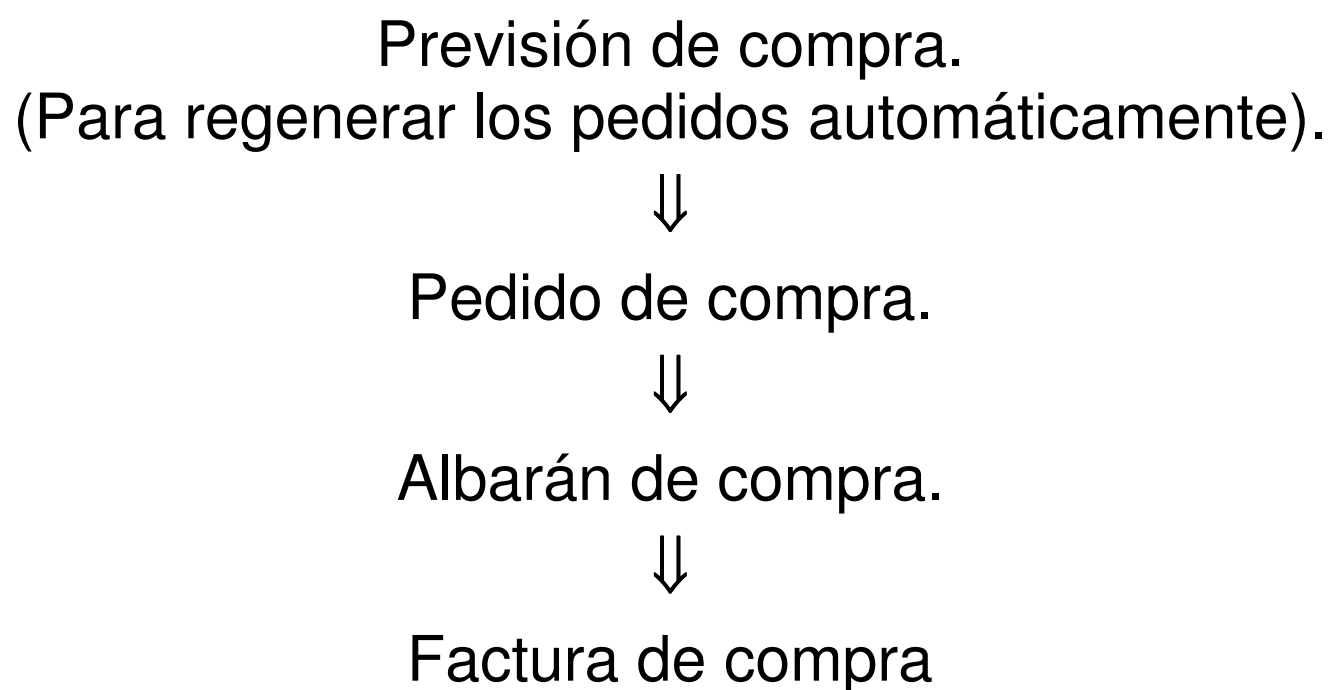 Previsión de compra.
(Para regenerar los pedidos automáticamente).
⇓
Pedido de compra.
⇓
Albarán de compra.
⇓
Factura de compra